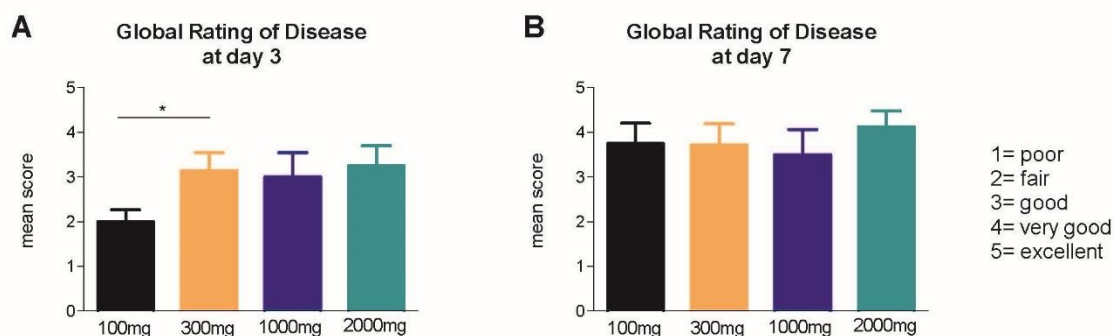 A
Global Rating of Disease
at day 3
*
5
4
3
2
1
0
mean score
100mg 300mg 1000mg 2000mg
B
Global Rating of Disease
at day 7
5
4
3
2
1
0
mean score
100mg 300mg 1000mg 2000mg
1= poor
2= fair
3= good
4= very good
5= excellent